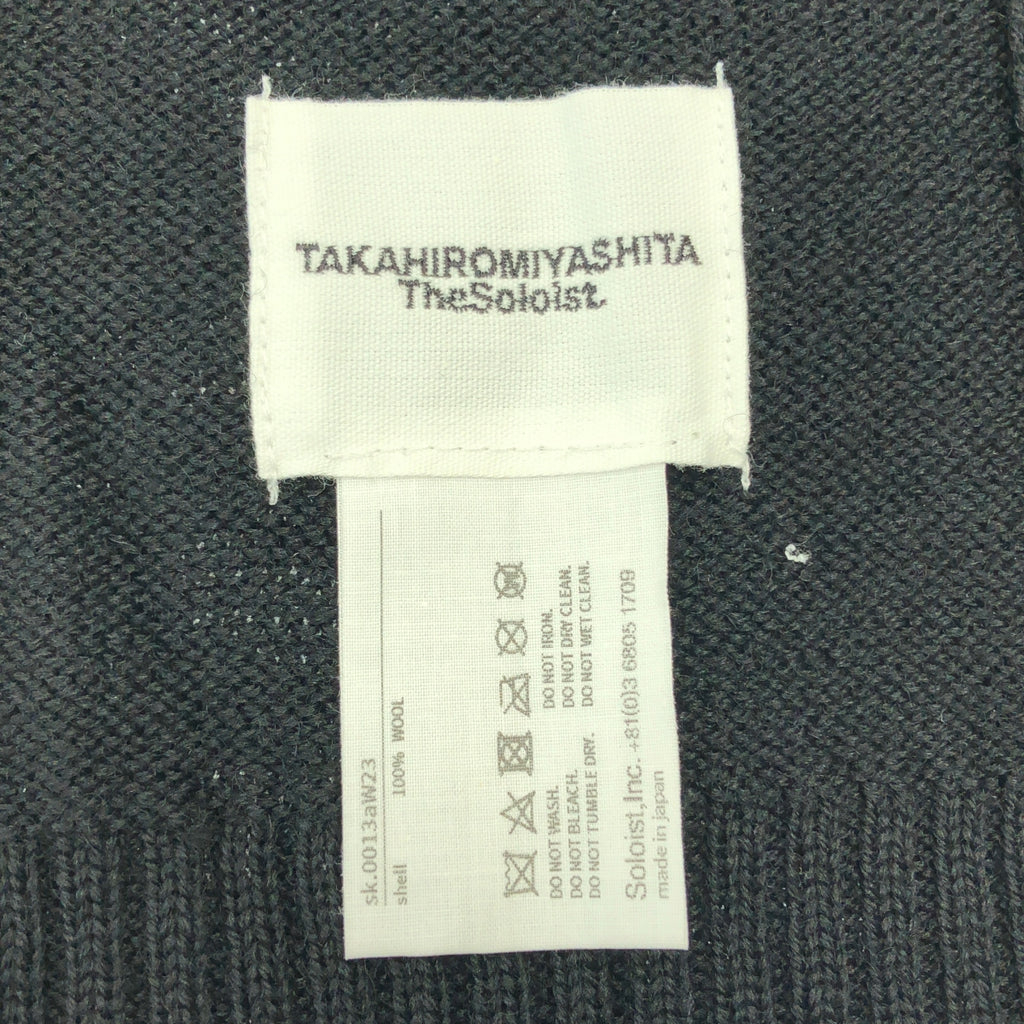 TAKAHIROMIYASHITA
TheSoloist.
sk.0013aW23
shell 100% WOOL
DO NOT WASH.
DO NOT BLEACH.
DO NOT TUMBLE DRY.
DO NOT IRON.
DO NOT DRY CLEAN.
DO NOT WET CLEAN.
Soloist,Inc. +81(0)3 6805 1709
made in japan